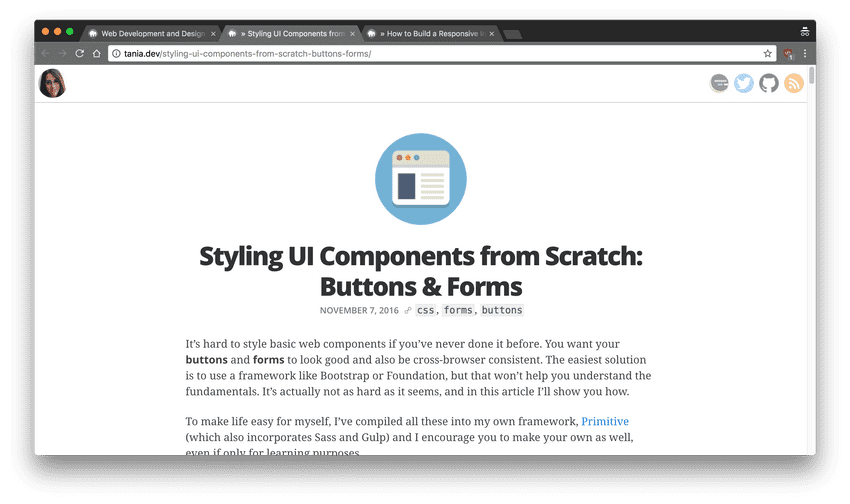 Web Development and Design
» Styling UI Components from
» How to Build a Responsive
tania.dev/styling-ui-components-from-scratch-buttons-forms/
1
Styling UI Components from Scratch:
Buttons & Forms
NOVEMBER 7, 2016 css, forms, buttons
It’s hard to style basic web components if you’ve never done it before. You want your
buttons and forms to look good and also be cross-browser consistent. The easiest solution
is to use a framework like Bootstrap or Foundation, but that won’t help you understand the
fundamentals. It’s actually not as hard as it seems, and in this article I’ll show you how.
To make life easy for myself, I’ve compiled all these into my own framework, Primitive
(which also incorporates Sass and Gulp) and I encourage you to make your own as well,
even if only for learning purposes.